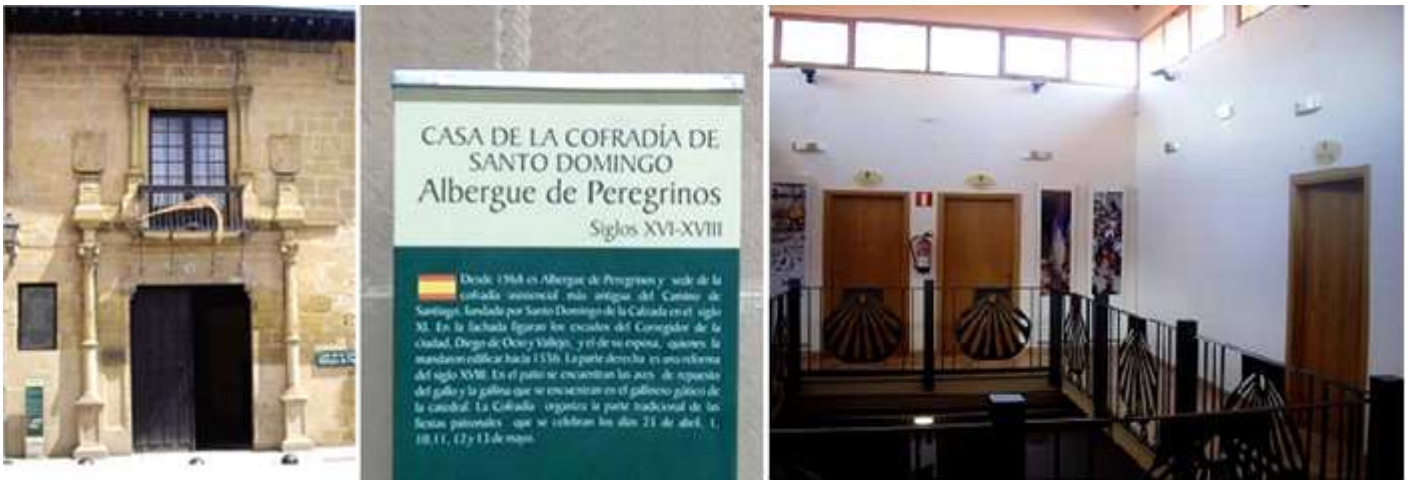 CASA DE LA COFRADÍA DE
SANTO DOMINGO
Albergue de Peregrinos
Siglos XVI-XVIII
Desde 1968 es Albergue de Peregrinos y sede de la
cofradía asistencial más antigua del Camino de
Santiago, fundada por Santo Domingo de la Calzada en el siglo
XI. En la fachada figuran los escudos del Corregidor de la
ciudad, Diego de Ocio y Vallejo, y el de su esposa, quienes la
mandaron edificar hacia 1536. La parte derecha es una reforma
del siglo XVIII. En el patio se encuentran las aves de repuesto
del gallo y la gallina que se encuentran en el gallinero gótico de
la catedral. La Cofradía organiza la parte tradicional de las
fiestas patronales que se celebran los días 25 de abril, 1,
10,11, 12 y 13 de mayo.